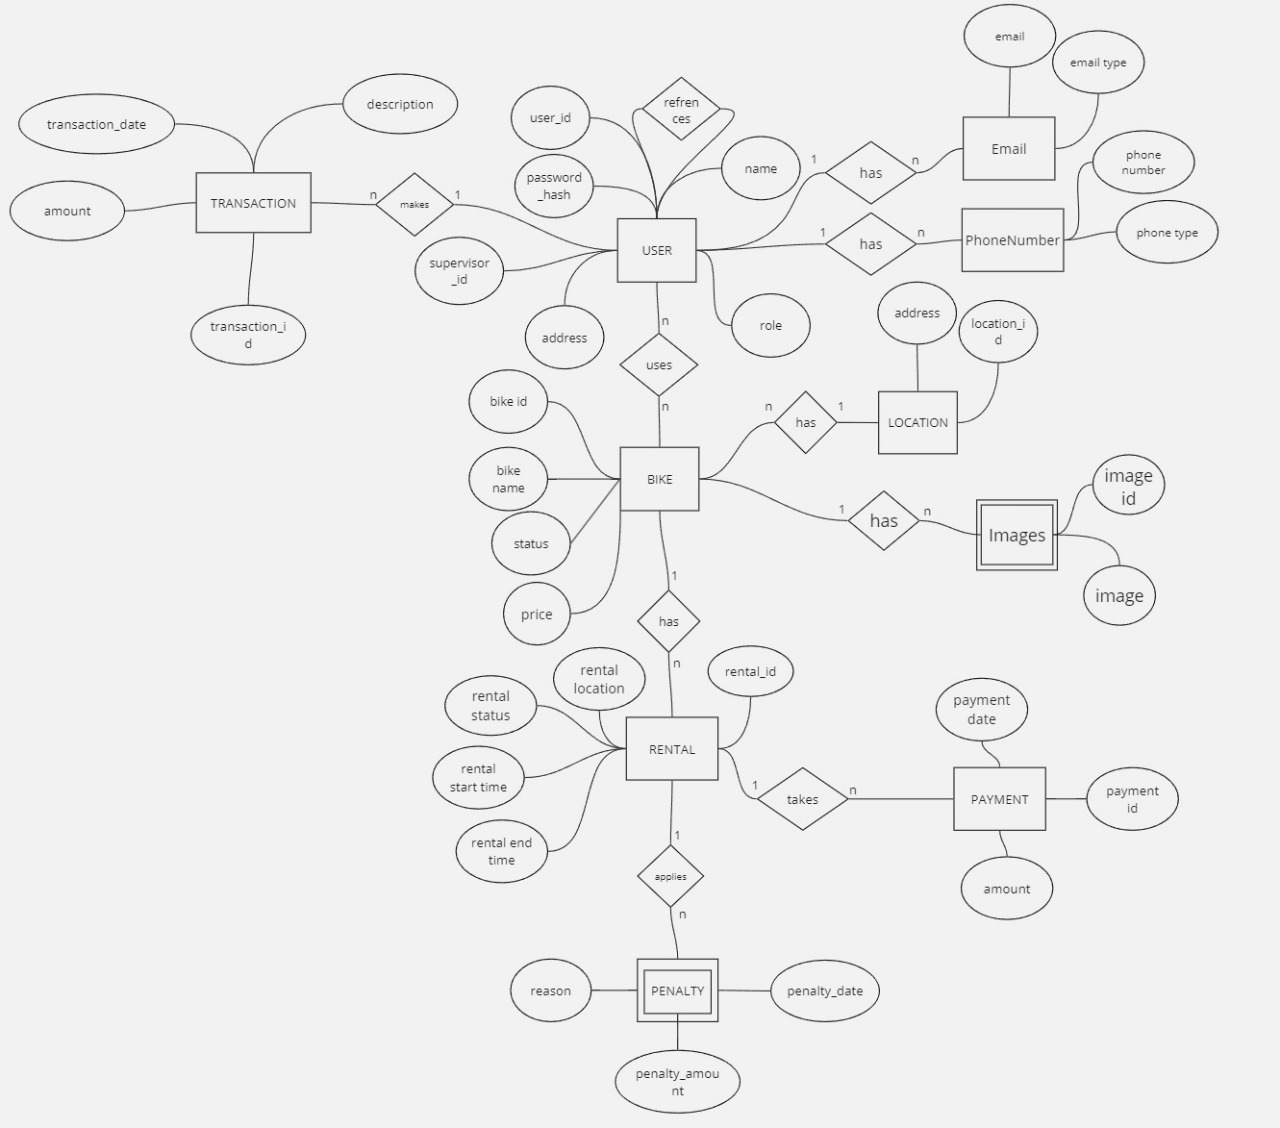 email
email type
description
refren
ces
user_id
transaction_date
Email
phone
number
name
password
_hash
1
n
has
n
makes
1
TRANSACTION
amount
phone type
1
has
n
PhoneNumber
USER
supervisor
_id
address
location_i
d
n
role
transaction_i
d
address
uses
bike id
n
n
has
1
LOCATION
bike
name
BIKE
image
id
1
has
n
Images
status
image
1
price
has
n
rental
location
rental_id
rental
status
payment
date
RENTAL
rental
start time
1
takes
n
PAYMENT
payment
id
1
rental end
time
applies
amount
n
reason
PENALTY
penalty_date
penalty_amou
nt